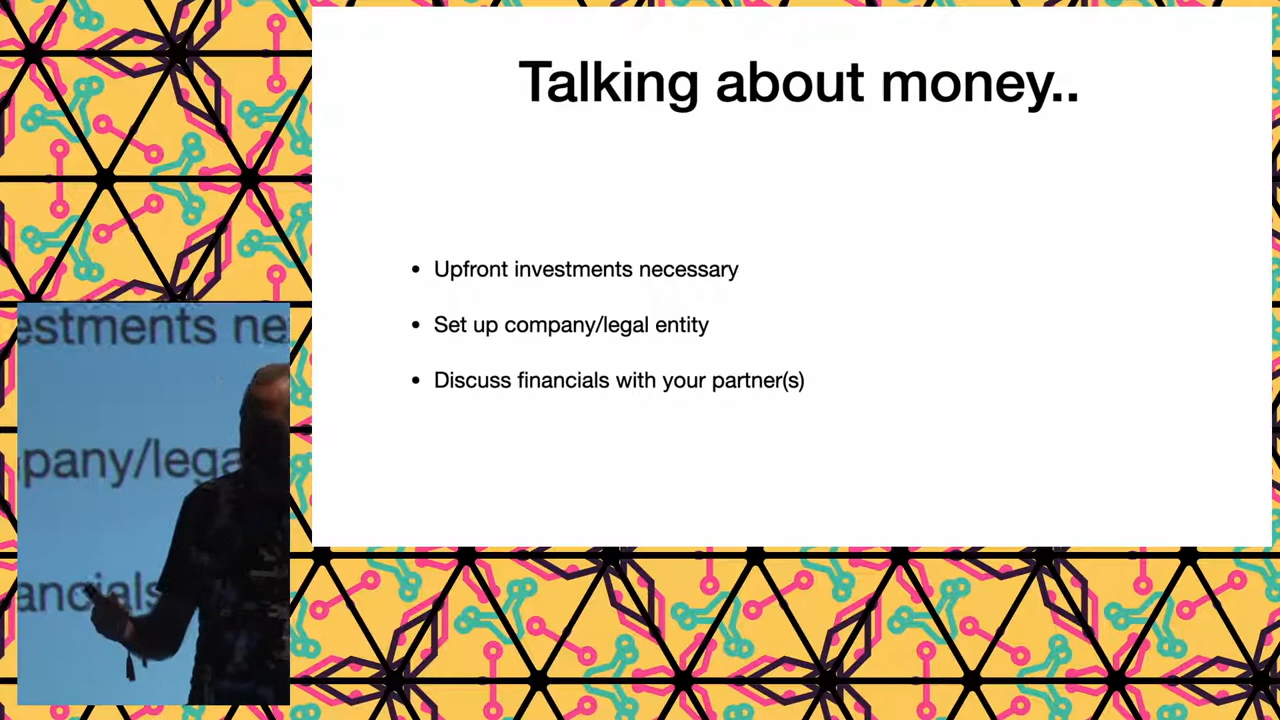 Talking about money..
• Upfront investments necessary
• Set up company/legal entity
• Discuss financials with your partner(s)
estments ne
pany/lega
ancials